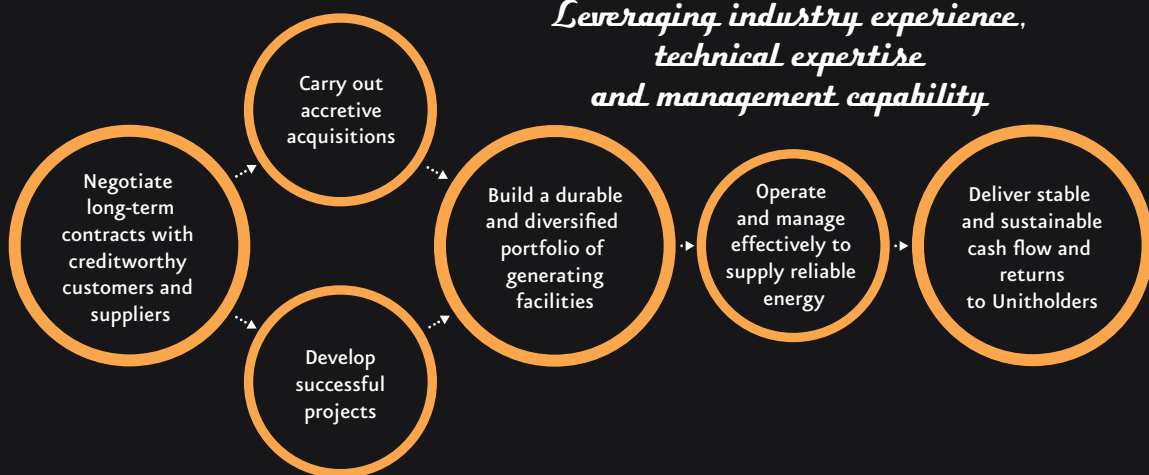 Leveraging industry experience,
technical expertise
and management capability
Negotiate
long-term
contracts with
creditworthy
customers and
suppliers
Carry out
accretive
acquisitions
Develop
successful
projects
Build a durable
and diversified
portfolio of
generating
facilities
Operate
and manage
effectively to
supply reliable
energy
Deliver stable
and sustainable
cash flow and
returns
to Unitholders